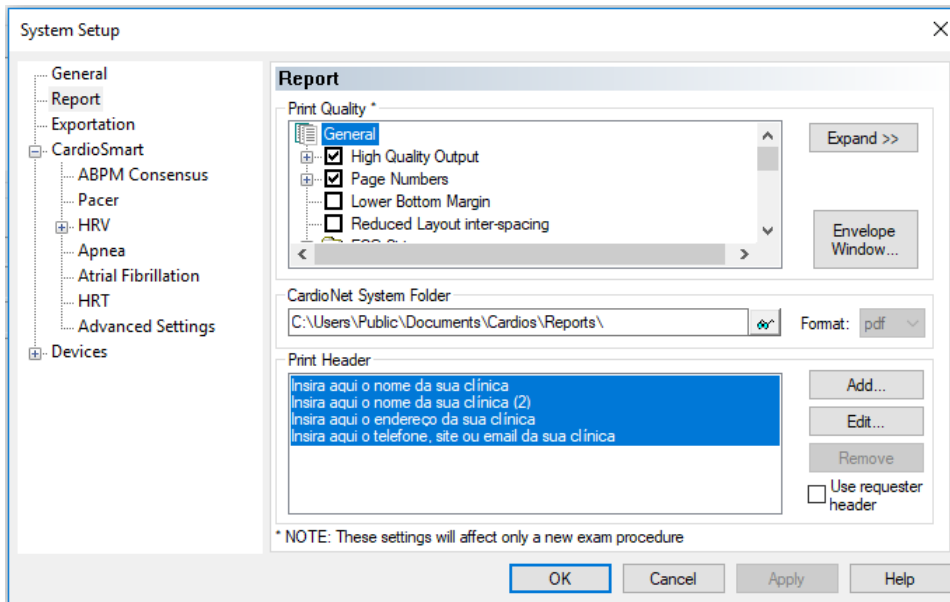 System Setup
General
Report
Exportation
CardioSmart
ABPM Consensus
Pacer
HRV
Apnea
Atrial Fibrillation
HRT
Advanced Settings
Devices
Report
Print Quality *
General
High Quality Output
Page Numbers
Lower Bottom Margin
Reduced Layout inter-spacing
Expand >>
Envelope
Window...
CardioNet System Folder
C:\Users\Public\Documents\Cardios\Reports\
Format: pdf
Print Header
Insira aqui o nome da sua clínica
Insira aqui o nome da sua clínica (2)
Insira aqui o endereço da sua clínica
Insira aqui o telefone, site ou email da sua clínica
Add...
Edit...
Remove
Use requester
header
* NOTE: These settings will affect only a new exam procedure
OK
Cancel
Apply
Help